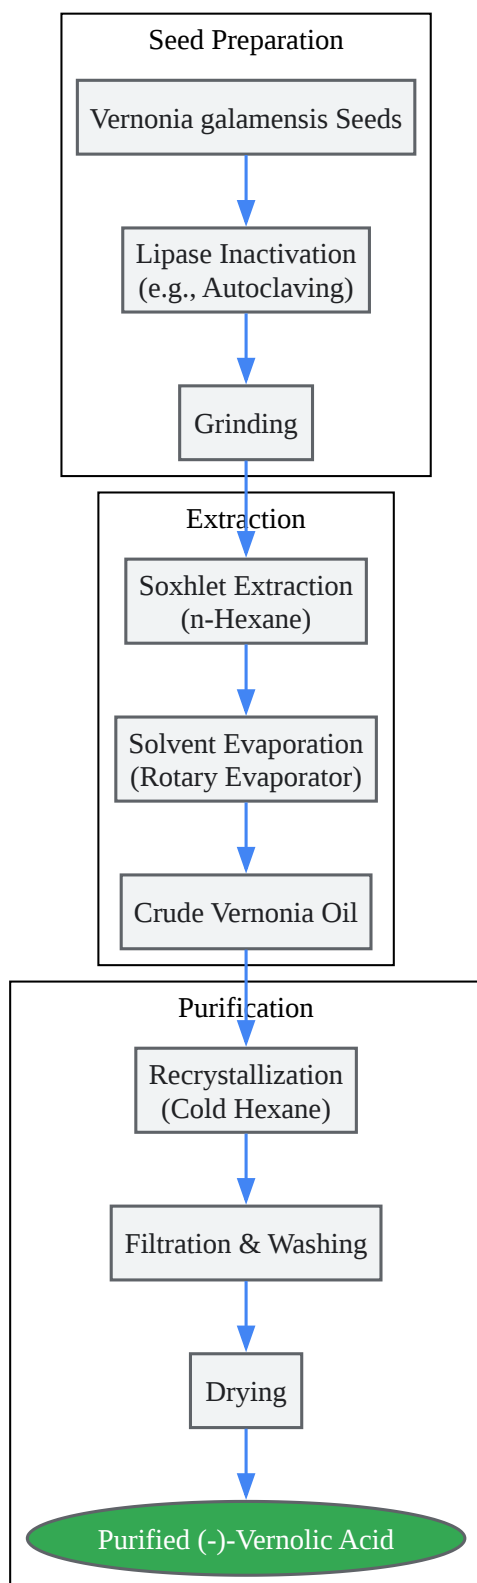 Seed Preparation
Vernonia galamensis Seeds
Lipase Inactivation
(e.g., Autoclaving)
Grinding
Extraction
Soxhlet Extraction
(n-Hexane)
Solvent Evaporation
(Rotary Evaporator)
Crude Vernonia Oil
Purification
Recrystallization
(Cold Hexane)
Filtration & Washing
Drying
Purified (-)-Vernolic Acid